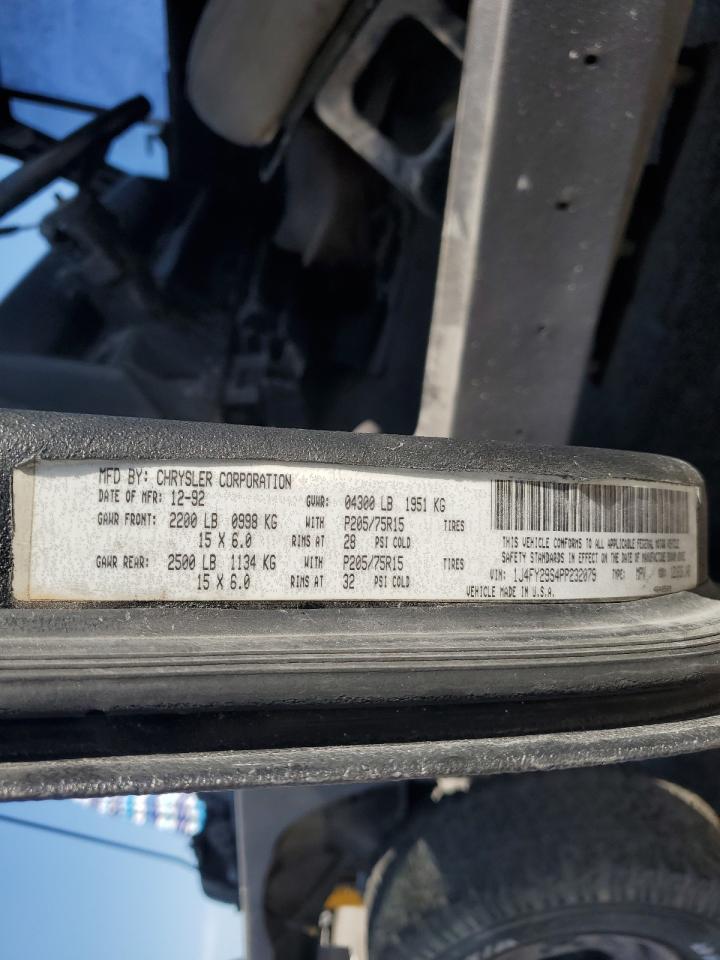 MFD BY: CHRYSLER CORPORATION
DATE OF MFR: 12-92 GVWR: 04300 LB 1951 KG
GAWR FRONT: 2200 LB 0998 KG WITH P205/75R15 TIRES
15 X 6.0 RIMS AT 28 PSI COLD
GAWR REAR: 2500 LB 1134 KG WITH P205/75R15 TIRES
15 X 6.0 RIMS AT 32 PSI COLD
THIS VEHICLE CONFORMS TO ALL APPLICABLE FEDERAL MOTOR VEHICLE
SAFETY STANDARDS IN EFFECT ON THE DATE OF MANUFACTURE SHOWN ABOVE.
VIN: 1J4FY29S4PP232079 TYPE: MPV
VEHICLE MADE IN U.S.A.